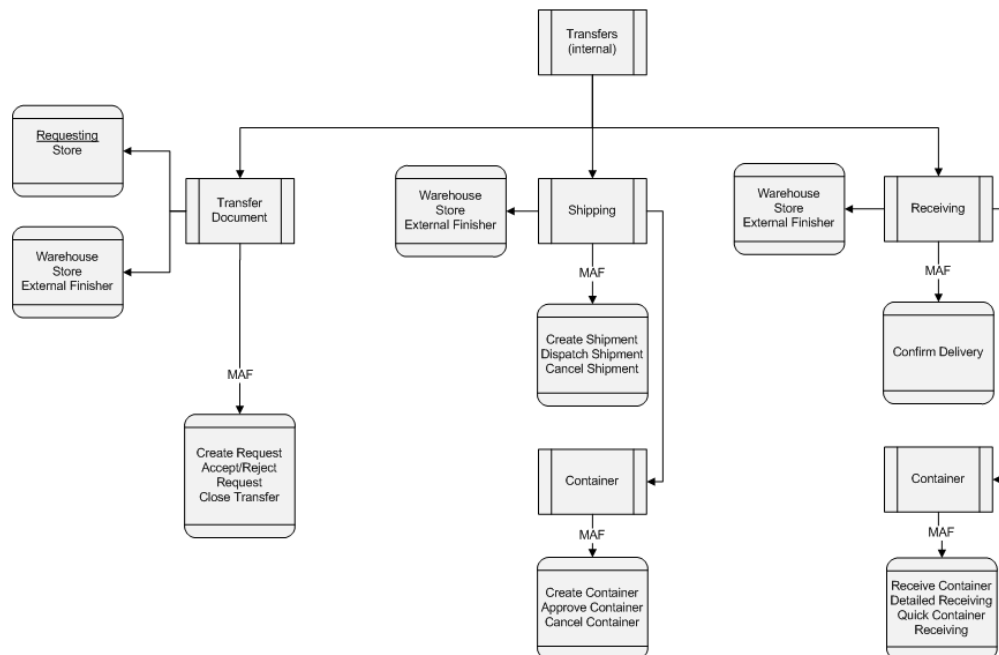 Transfers
(internal)
Requesting
Store
Warehouse
Store
External Finisher
Transfer
Document
MAF
Create Request
Accept/Reject
Request
Close Transfer
Warehouse
Store
External Finisher
Shipping
MAF
Create Shipment
Dispatch Shipment
Cancel Shipment
Container
MAF
Create Container
Approve Container
Cancel Container
Warehouse
Store
External Finisher
Receiving
MAF
Confirm Delivery
Container
MAF
Receive Container
Detailed Receiving
Quick Container
Receiving